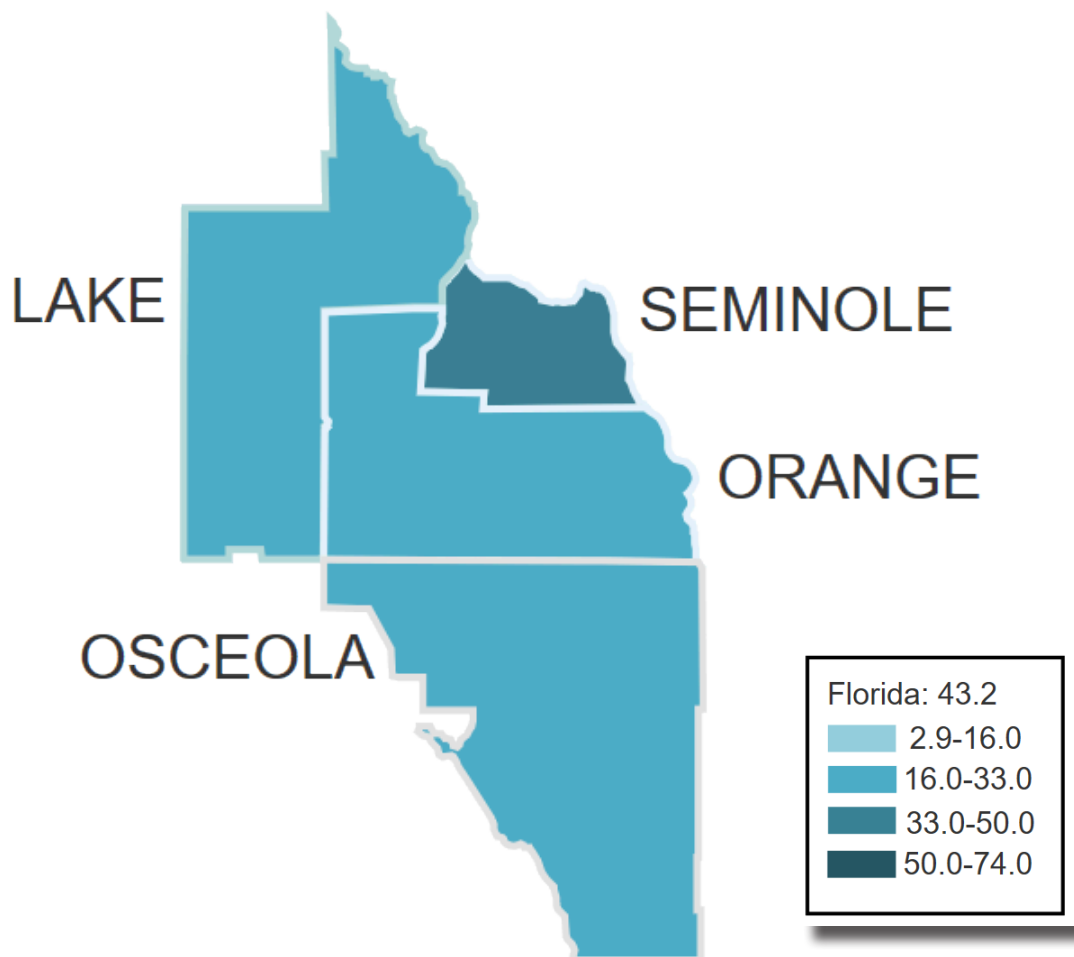 LAKE
SEMINOLE
ORANGE
OSCEOLA
Florida: 43.2
2.9-16.0
16.0-33.0
33.0-50.0
50.0-74.0